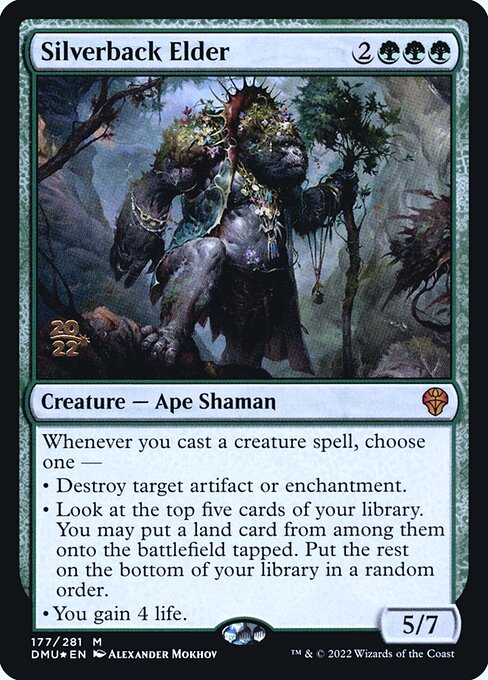 Silverback Elder 2
20
22
Creature — Ape Shaman
Whenever you cast a creature spell, choose
one —
• Destroy target artifact or enchantment.
• Look at the top five cards of your library.
You may put a land card from among them
onto the battlefield tapped. Put the rest
on the bottom of your library in a random
order.
• You gain 4 life.
5/7
177/281 M
DMU★EN Alexander Mokhov
™ & © 2022 Wizards of the Coast